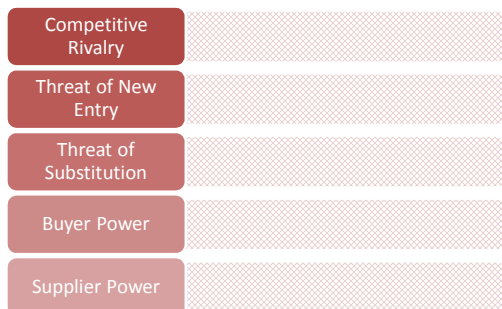 Competitive
Rivalry
Threat of New
Entry
Threat of
Substitution
Buyer Power
Supplier Power